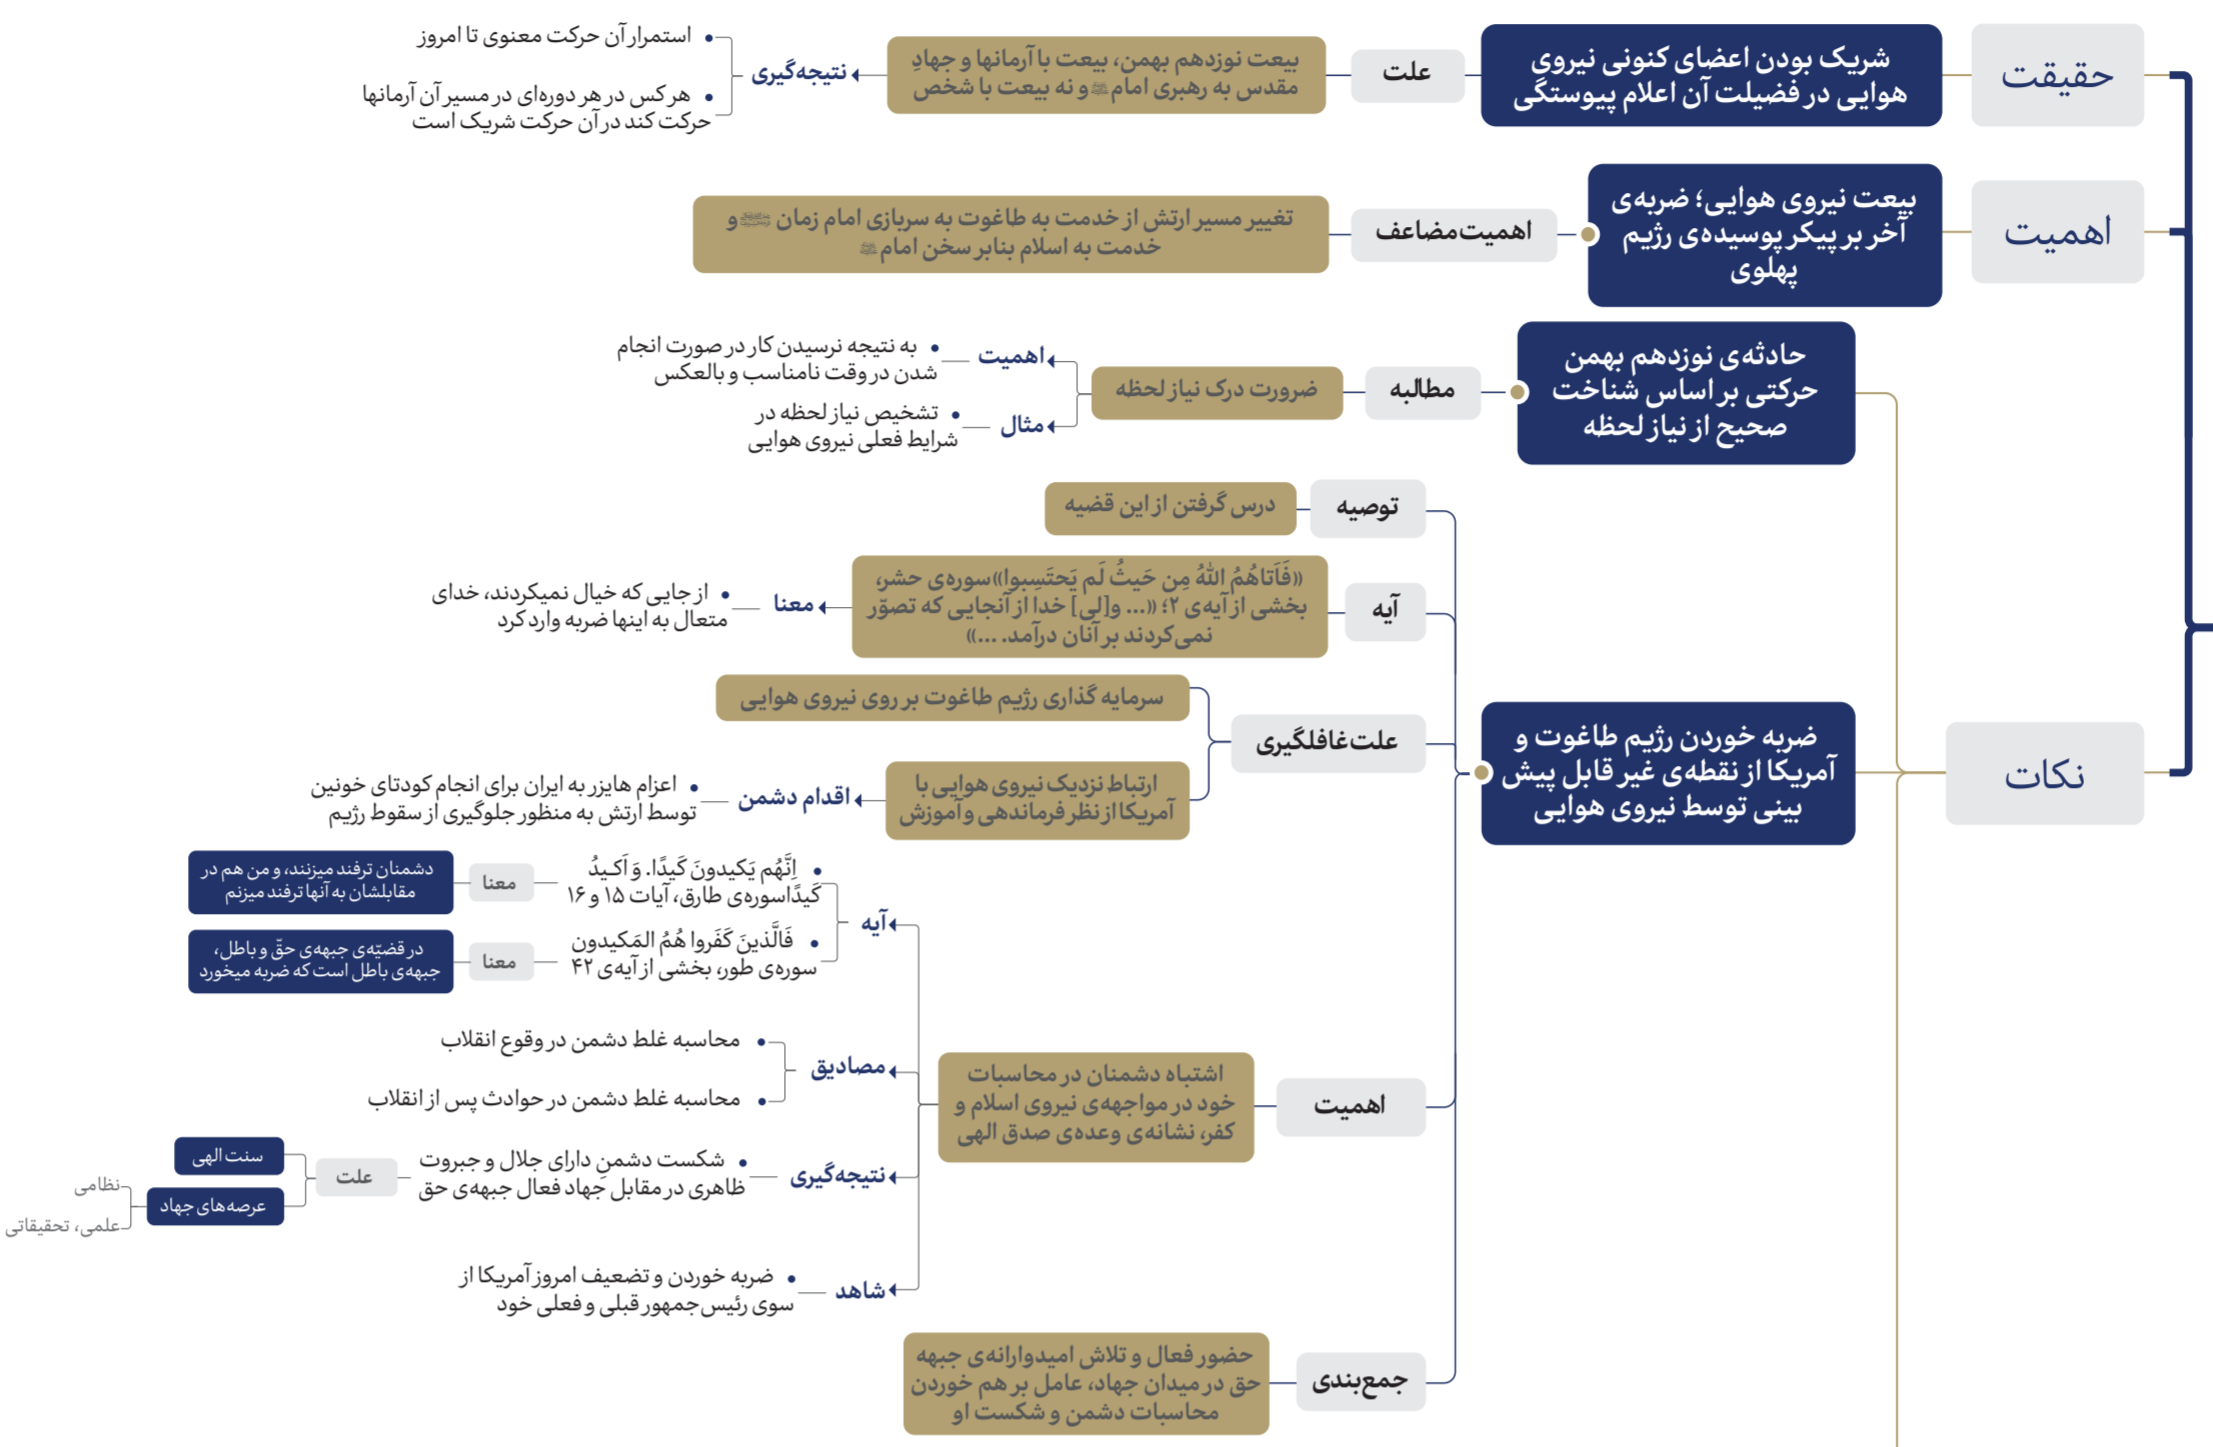 حقیقت
شریک بودن اعضای کنونی نیروی
هوایی در فضیلت آن اعلام پیوستگی
علت
بیعت نوزدهم بهمن، بیعت با آرمانها و جهادِ
مقدس به رهبری امام و نه بیعت با شخص
نتیجه‌گیری
استمرار آن حرکت معنوی تا امروز
هر کس در هر دوره‌ای در مسیر آن آرمانها
حرکت کند در آن حرکت شریک است
اهمیت
بیعت نیروی هوایی؛ ضربه‌ی
آخر بر پیکر پوسیده‌ی رژیم
پهلوی
اهمیت مضاعف
تغییر مسیر ارتش از خدمت به طاغوت به سربازی امام زمان و
خدمت به اسلام بنابر سخن امام
نکات
حادثه‌ی نوزدهم بهمن
حرکتی بر اساس شناخت
صحیح از نیاز لحظه
مطالبه
ضرورت درک نیاز لحظه
اهمیت
به نتیجه نرسیدن کار در صورت انجام
شدن در وقت نامناسب و بالعکس
مثال
تشخیص نیاز لحظه در
شرایط فعلی نیروی هوایی
ضربه خوردن رژیم طاغوت و
آمریکا از نقطه‌ی غیر قابل پیش
بینی توسط نیروی هوایی
توصیه
درس گرفتن از این قضیه
آیه
«فَاَتاهُمُ اللهُ مِن حَیثُ لَم یَحتَسِبوا»سوره‌ی حشر،
بخشی از آیه‌ی ۲؛ «... و[لی] خدا از آنجایی که تصوّر
نمی‌کردند بر آنان درآمد. ...»
معنا
از جایی که خیال نمیکردند، خدای
متعال به اینها ضربه وارد کرد
علت غافلگیری
سرمایه گذاری رژیم طاغوت بر روی نیروی هوایی
ارتباط نزدیک نیروی هوایی با
آمریکا از نظر فرماندهی و آموزش
اقدام دشمن
اعزام هایزر به ایران برای انجام کودتای خونین
توسط ارتش به منظور جلوگیری از سقوط رژیم
اهمیت
اشتباه دشمنان در محاسبات
خود در مواجهه‌ی نیروی اسلام و
کفر، نشانه‌ی وعده‌ی صدق الهی
آیه
اِنَّهُم یَکیدونَ کَیدًا. وَ اَکـیدُ
کَیدًاسوره‌ی طارق، آیات ۱۵ و ۱۶
معنا
دشمنان ترفند میزنند، و من هم در
مقابلشان به آنها ترفند میزنم
فَالَّذینَ کَفَروا هُمُ المَکیدون
سوره‌ی طور، بخشی از آیه‌ی ۴۲
معنا
در قضیّه‌ی جبهه‌ی حقّ و باطل،
جبهه‌ی باطل است که ضربه میخورد
مصادیق
محاسبه غلط دشمن در وقوع انقلاب
محاسبه غلط دشمن در حوادث پس از انقلاب
نتیجه‌گیری
شکست دشمنِ دارای جلال و جبروت
ظاهری در مقابل جهاد فعال جبهه‌ی حق
علت
سنت الهی
عرصه‌های جهاد
نظامی
علمی، تحقیقاتی
شاهد
ضربه خوردن و تضعیف امروز آمریکا از
سوی رئیس‌جمهور قبلی و فعلی خود
جمع‌بندی
حضور فعال و تلاش امیدوارانه‌ی جبهه
حق در میدان جهاد، عامل بر هم خوردن
محاسبات دشمن و شکست او